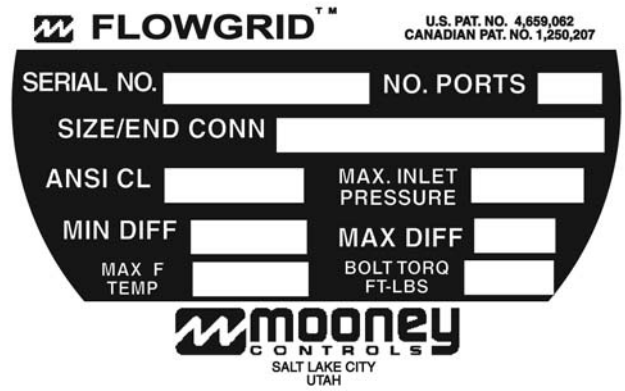 FLOWGRID™
U.S. PAT. NO. 4,659,062
CANADIAN PAT. NO. 1,250,207
SERIAL NO. NO. PORTS
SIZE/END CONN
ANSI CL MAX. INLET PRESSURE
MIN DIFF MAX DIFF
MAX F TEMP BOLT TORQ FT-LBS
mooney
CONTROLS
SALT LAKE CITY
UTAH